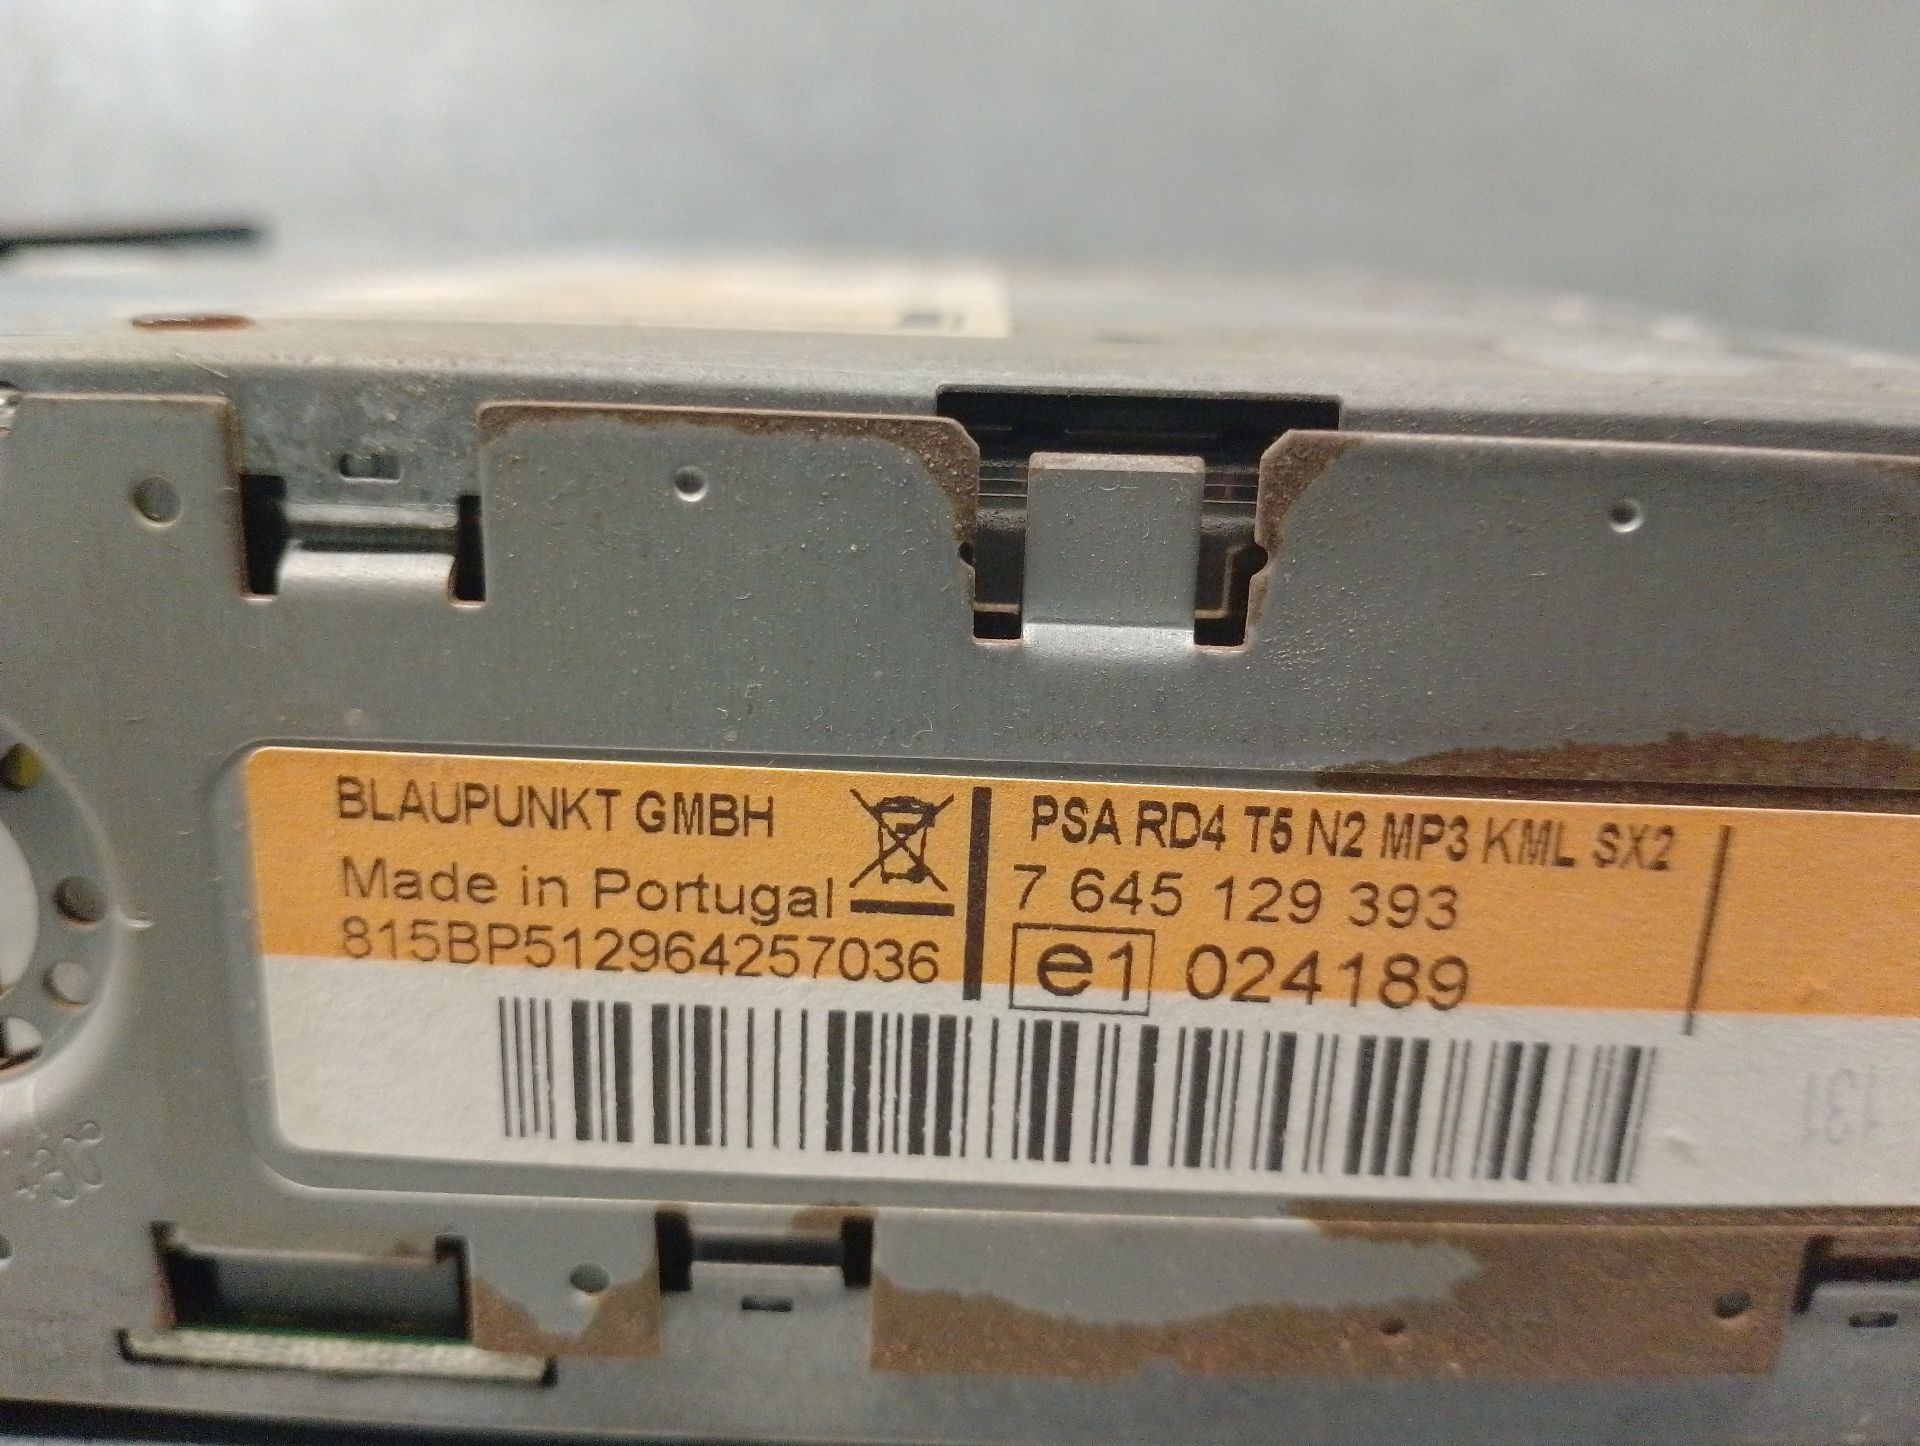 BLAUPUNKT GMBH
Made in Portugal
815BP512964257036
PSA RD4 T5 N2 MP3 KML SX2
7 645 129 393
e1 024189
131